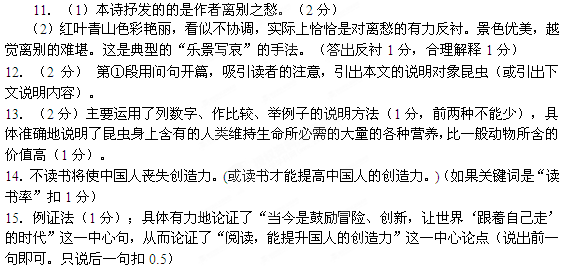 11. （1）本诗抒发的的是作者离别之愁。（2 分）
（2）红叶青山色彩艳丽，看似不协调，实际上恰恰是对离愁的有力反衬。景色优美，越
觉离别的难堪。这是典型的“乐景写哀”的手法。（答出反衬 1 分，合理解释 1 分）
12. （2 分） 第①段用问句开篇，吸引读者的注意，引出本文的说明对象昆虫（或引出下
文说明内容）。
13. （2 分）主要运用了列数字、作比较、举例子的说明方法（1 分，前两种不能少），具
体准确地说明了昆虫身上含有的人类维持生命所必需的大量的各种营养，比一般动物所含的
价值高（1 分）。
14. 不读书将使中国人丧失创造力。(或读书才能提高中国人的创造力。)（如果关键词是“读
书率”扣 1 分）
15. 例证法（1 分）；具体有力地论证了“当今是鼓励冒险、创新，让世界‘跟着自己走’
的时代”这一中心句，从而论证了“阅读，能提升国人的创造力”这一中心论点（说出前一
句即可。只说后一句扣 0.5）